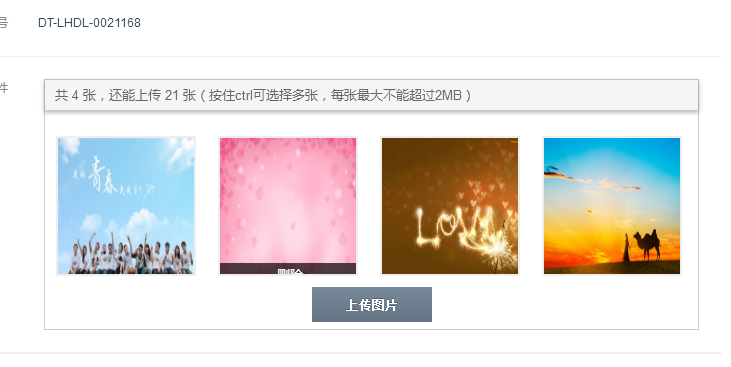 号 DT-LHDL-0021168
件
共 4 张，还能上传 21 张（按住ctrl可选择多张，每张最大不能超过2MB）
青春
LOVE
删除
上传图片